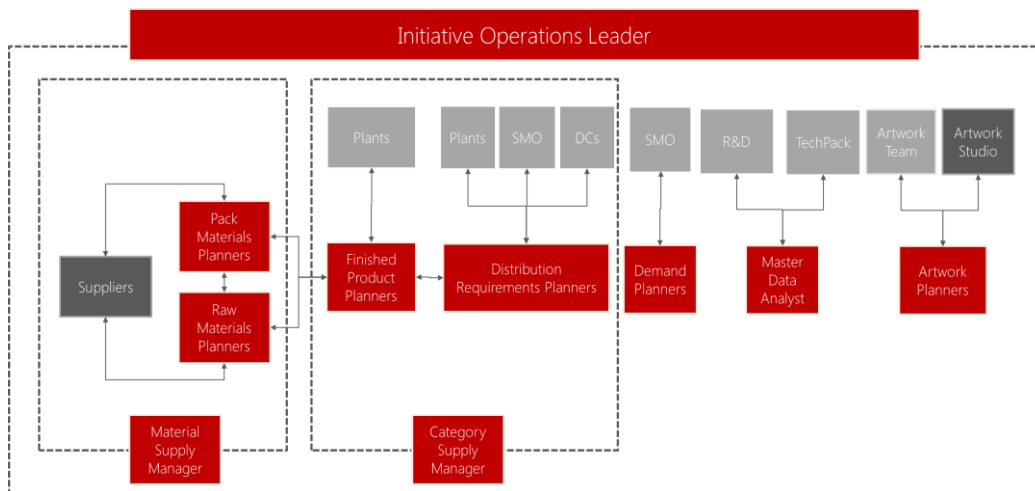 Initiative Operations Leader
Plants
Plants
SMO
DCs
SMO
R&D
TechPack
Artwork
Team
Artwork
Studio
Pack
Materials
Planners
Suppliers
Raw
Materials
Planners
Finished
Product
Planners
Distribution
Requirements Planners
Demand
Planners
Master
Data
Analyst
Artwork
Planners
Material
Supply
Manager
Category
Supply
Manager